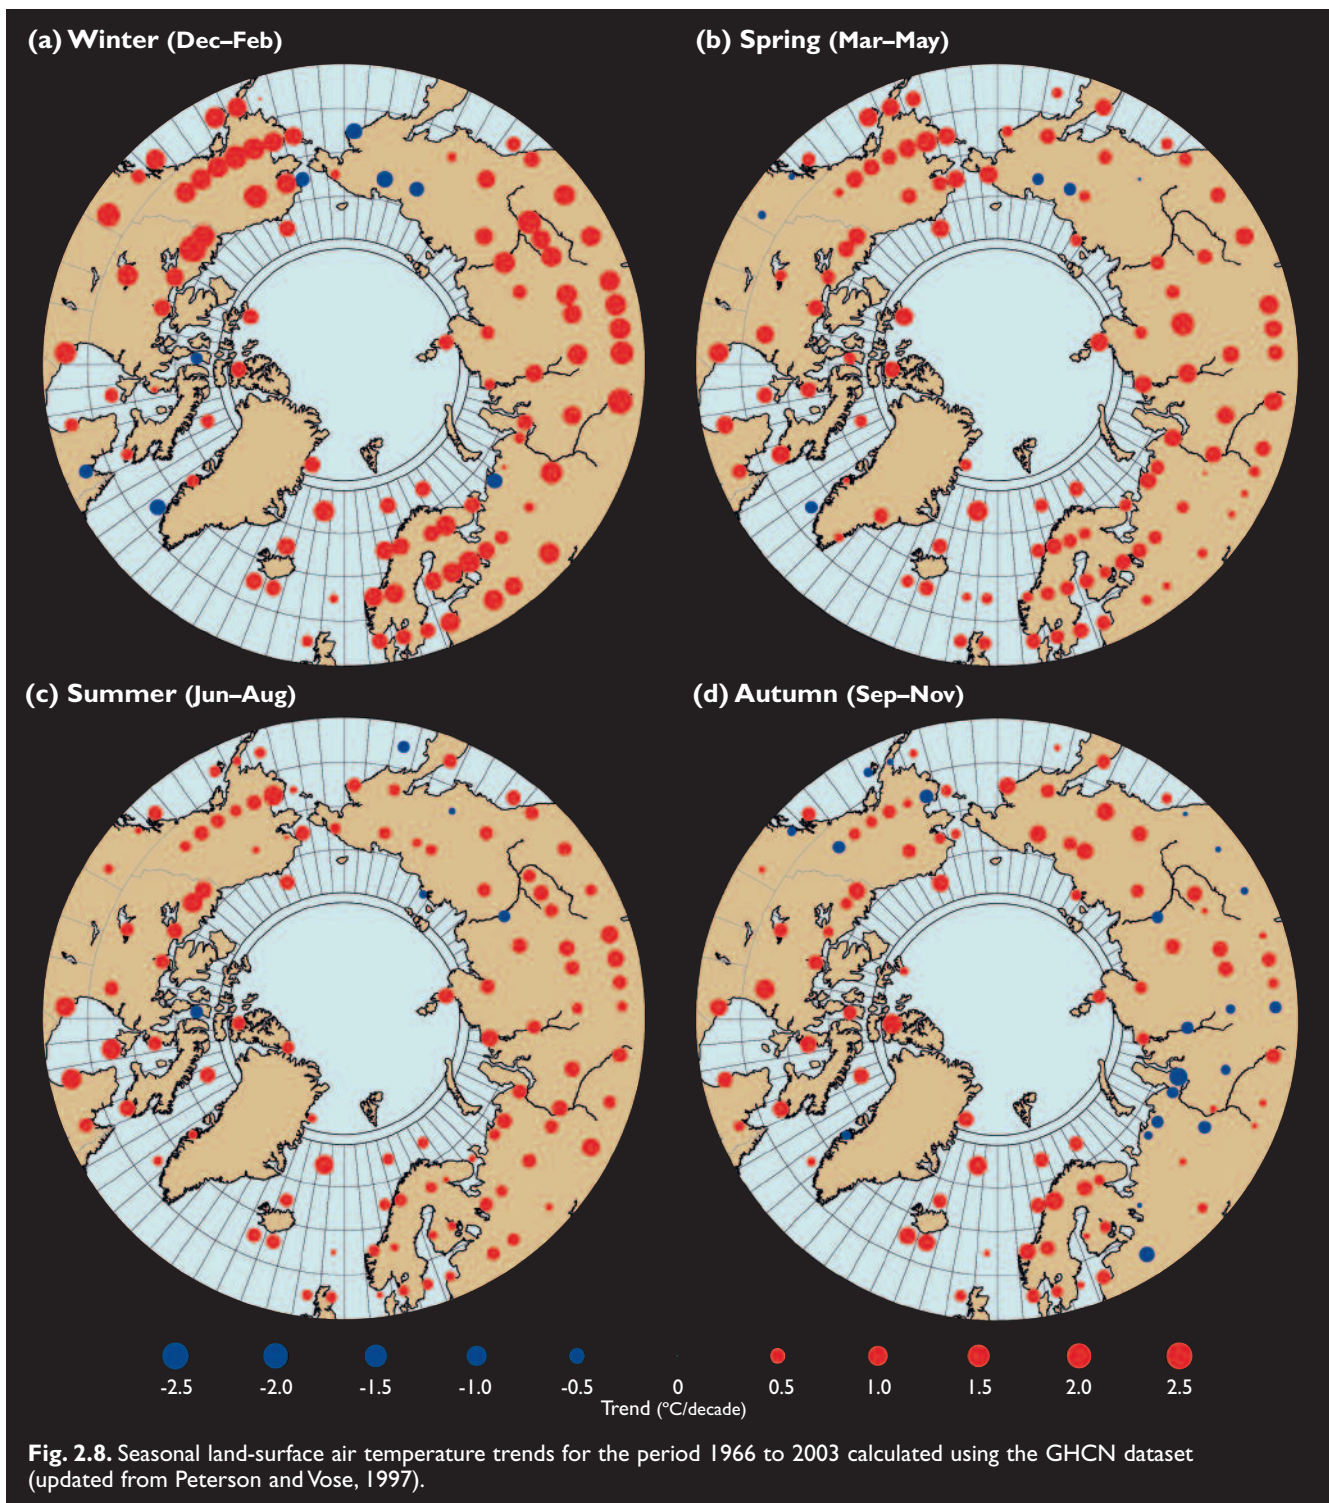 (a) Winter (Dec–Feb)
(b) Spring (Mar–May)
(c) Summer (Jun–Aug)
(d) Autumn (Sep–Nov)
-2.5 -2.0 -1.5 -1.0 -0.5 0 0.5 1.0 1.5 2.0 2.5
Trend (ºC/decade)
Fig. 2.8. Seasonal land-surface air temperature trends for the period 1966 to 2003 calculated using the GHCN dataset
(updated from Peterson and Vose, 1997).